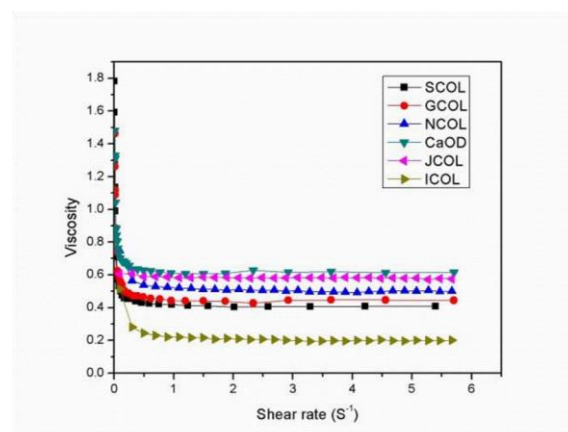 1.8
1.6
1.4
1.2
1.0
0.8
0.6
0.4
0.2
0.0
Viscosity
SCOL
GCOL
NCOL
CaOD
JCOL
ICOL
0 1 2 3 4 5 6
Shear rate (S⁻¹)